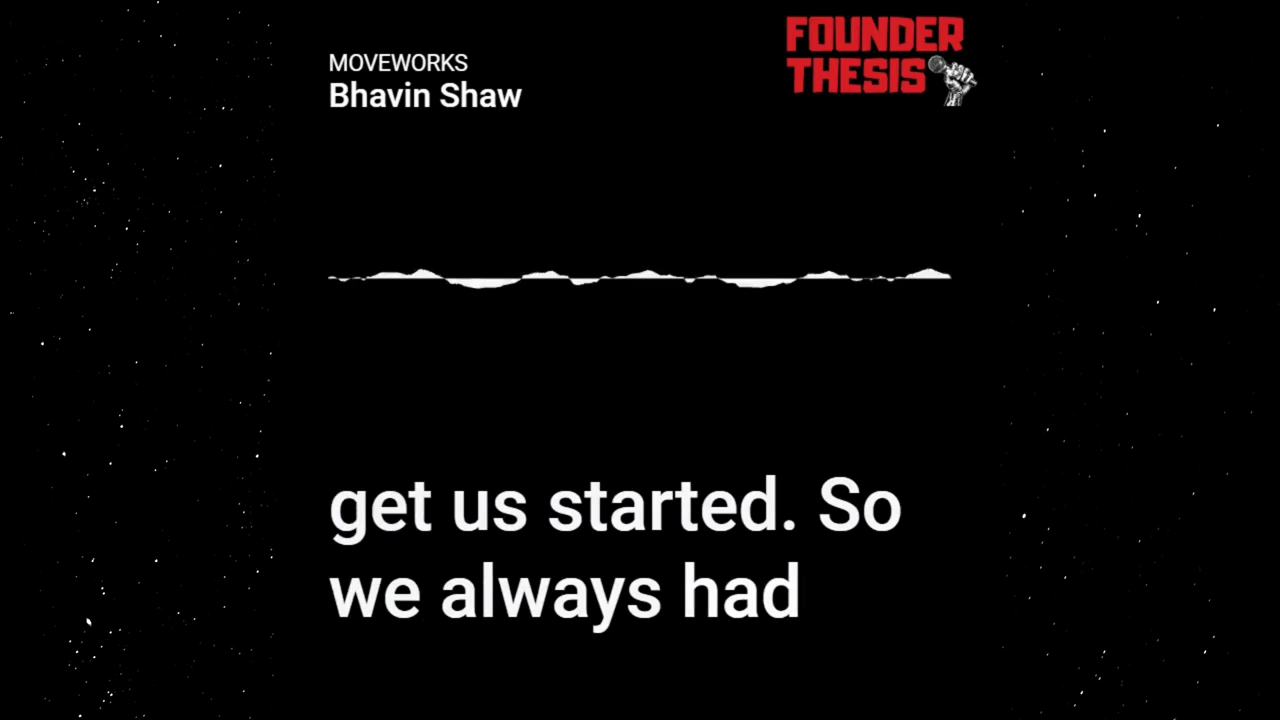 MOVEWORKS
Bhavin Shaw
FOUNDER
THESIS
get us started. So
we always had